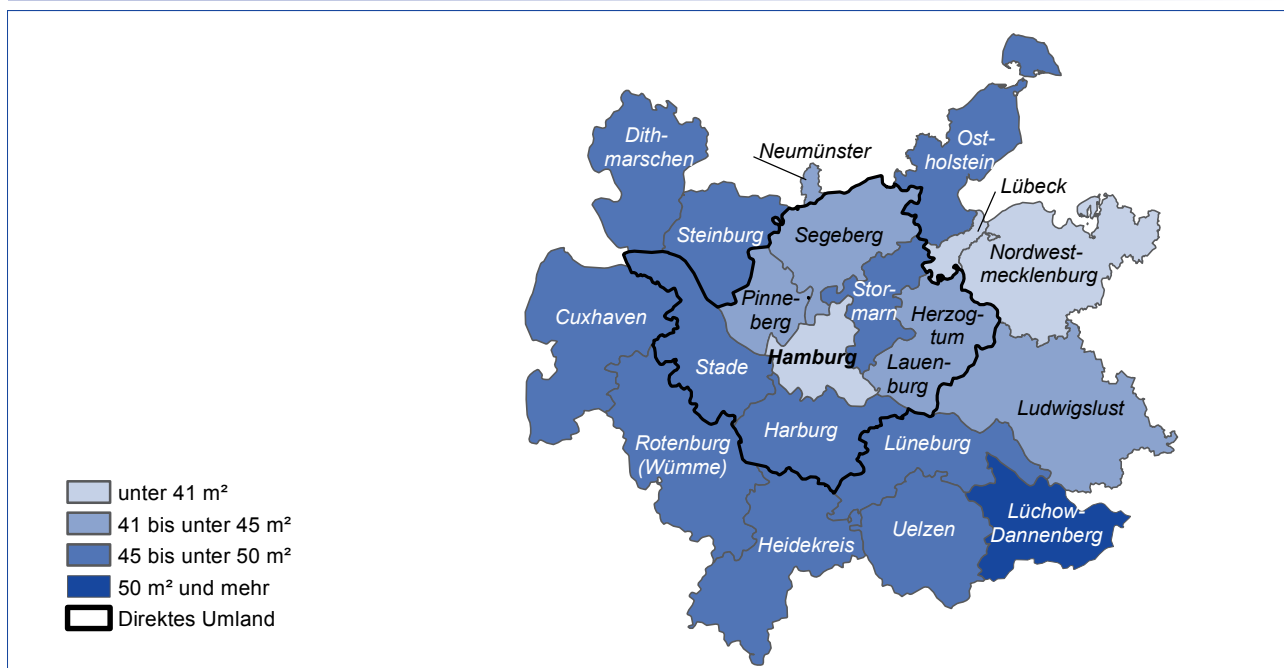 Dith-
marschen
Neumünster
Ost-
holstein
Lübeck
Steinburg
Segeberg
Nordwest-
mecklenburg
Cuxhaven
Pinne-
berg
Stor-
marn
Herzog-
tum
Lauen-
burg
Hamburg
Stade
Ludwigslust
Harburg
Lüneburg
Rotenburg
(Wümme)
Heidekreis
Uelzen
Lüchow-
Dannenberg
unter 41 m²
41 bis unter 45 m²
45 bis unter 50 m²
50 m² und mehr
Direktes Umland